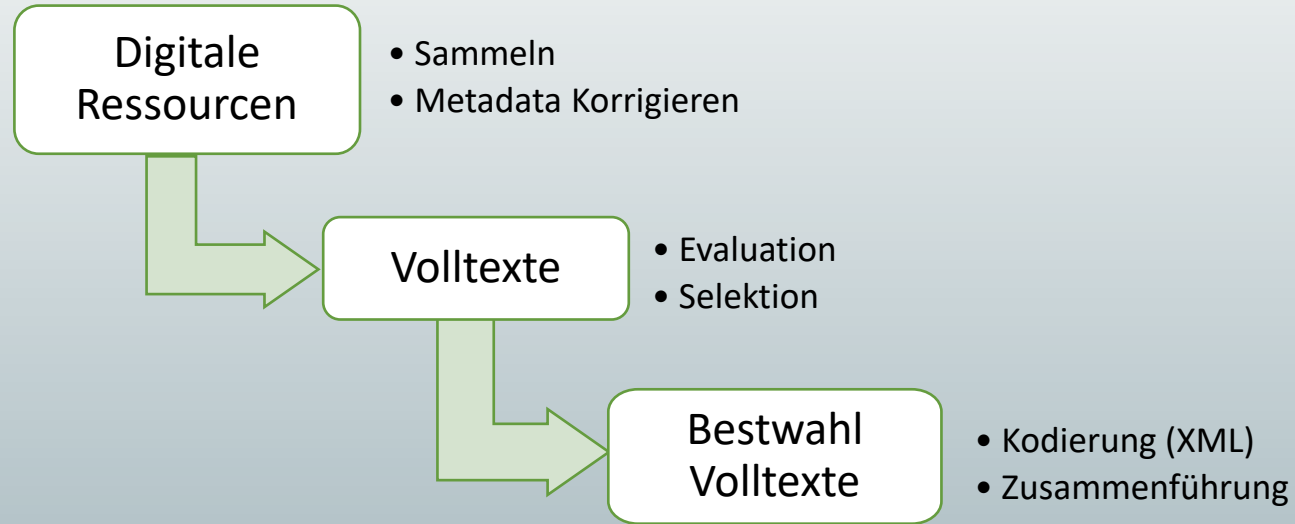 Digitale
Ressourcen
• Sammeln
• Metadata Korrigieren
Volltexte
• Evaluation
• Selektion
Bestwahl
Volltexte
• Kodierung (XML)
• Zusammenführung